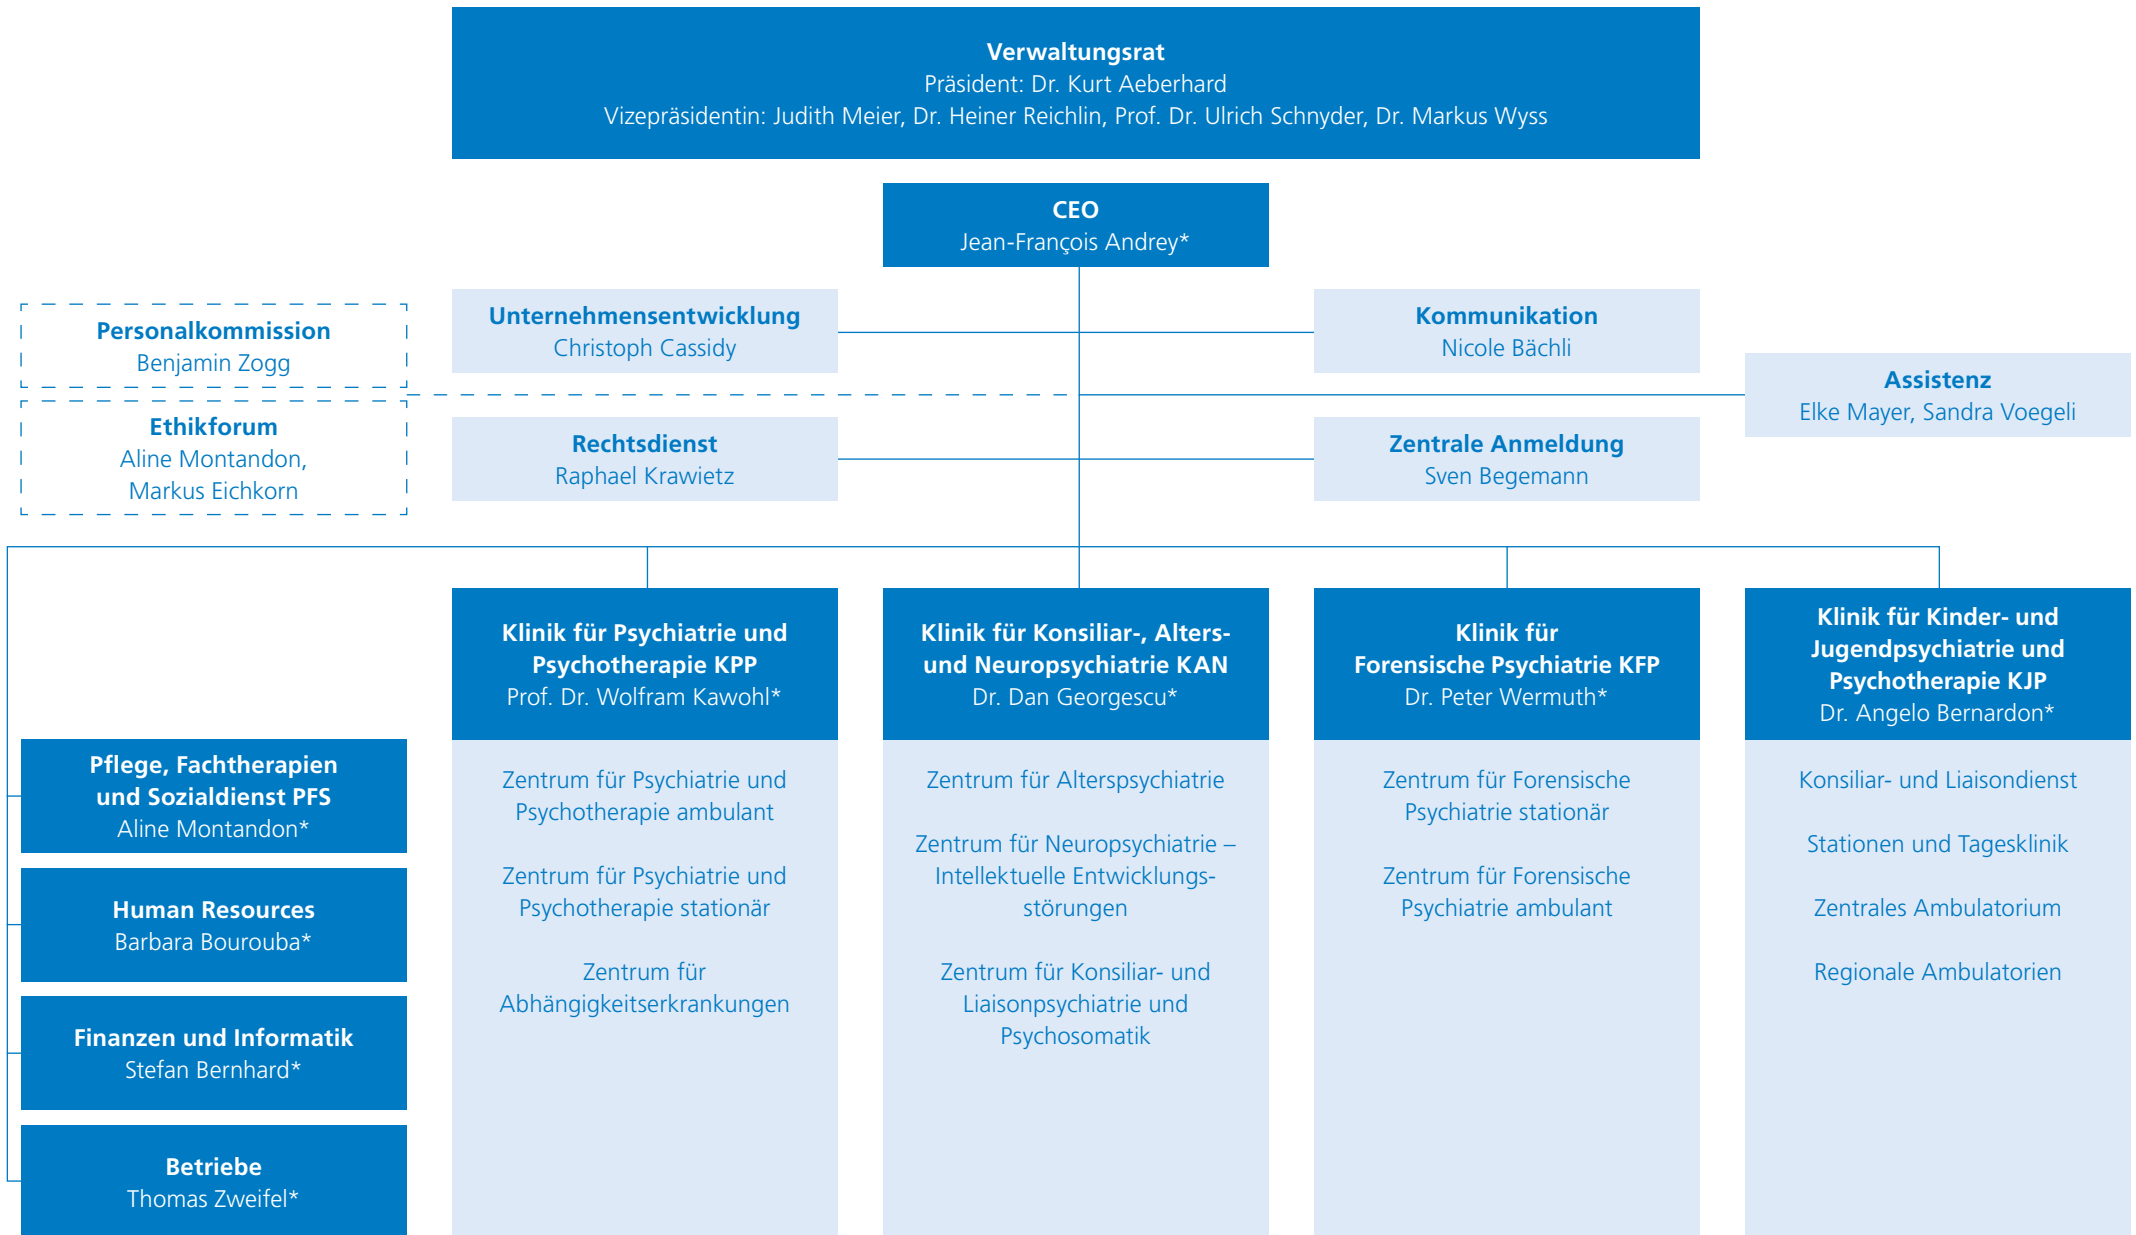 Verwaltungsrat
Präsident: Dr. Kurt Aeberhard
Vizepräsidentin: Judith Meier, Dr. Heiner Reichlin, Prof. Dr. Ulrich Schnyder, Dr. Markus Wyss
CEO
Jean-François Andrey*
Personalkommission
Benjamin Zogg
Ethikforum
Aline Montandon,
Markus Eichkorn
Unternehmensentwicklung
Christoph Cassidy
Rechtsdienst
Raphael Krawietz
Kommunikation
Nicole Bächli
Zentrale Anmeldung
Sven Begemann
Assistenz
Elke Mayer, Sandra Voegeli
Pflege, Fachtherapien
und Sozialdienst PFS
Aline Montandon*
Human Resources
Barbara Bourouba*
Finanzen und Informatik
Stefan Bernhard*
Betriebe
Thomas Zweifel*
Klinik für Psychiatrie und
Psychotherapie KPP
Prof. Dr. Wolfram Kawohl*
Zentrum für Psychiatrie und
Psychotherapie ambulant
Zentrum für Psychiatrie und
Psychotherapie stationär
Zentrum für
Abhängigkeitserkrankungen
Klinik für Konsiliar-, Alters-
und Neuropsychiatrie KAN
Dr. Dan Georgescu*
Zentrum für Alterspsychiatrie
Zentrum für Neuropsychiatrie –
Intellektuelle Entwicklungs-
störungen
Zentrum für Konsiliar- und
Liaisonpsychiatrie und
Psychosomatik
Klinik für
Forensische Psychiatrie KFP
Dr. Peter Wermuth*
Zentrum für Forensische
Psychiatrie stationär
Zentrum für Forensische
Psychiatrie ambulant
Klinik für Kinder- und
Jugendpsychiatrie und
Psychotherapie KJP
Dr. Angelo Bernardon*
Konsiliar- und Liaisondienst
Stationen und Tagesklinik
Zentrales Ambulatorium
Regionale Ambulatorien